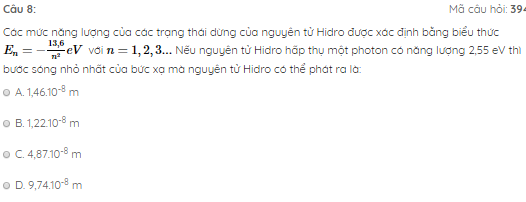 Câu 8: Mã câu hỏi: 394
Các mức năng lượng của các trạng thái dừng của nguyên tử Hidro được xác định bằng biểu thức
$E_n = -\frac{13,6}{n^2} eV$ với $n = 1, 2, 3...$ Nếu nguyên tử Hidro hấp thụ một photon có năng lượng 2,55 eV thì
bước sóng nhỏ nhất của bức xạ mà nguyên tử Hidro có thể phát ra là:
A. 1,46.10⁻⁸ m
B. 1,22.10⁻⁸ m
C. 4,87.10⁻⁸ m
D. 9,74.10⁻⁸ m